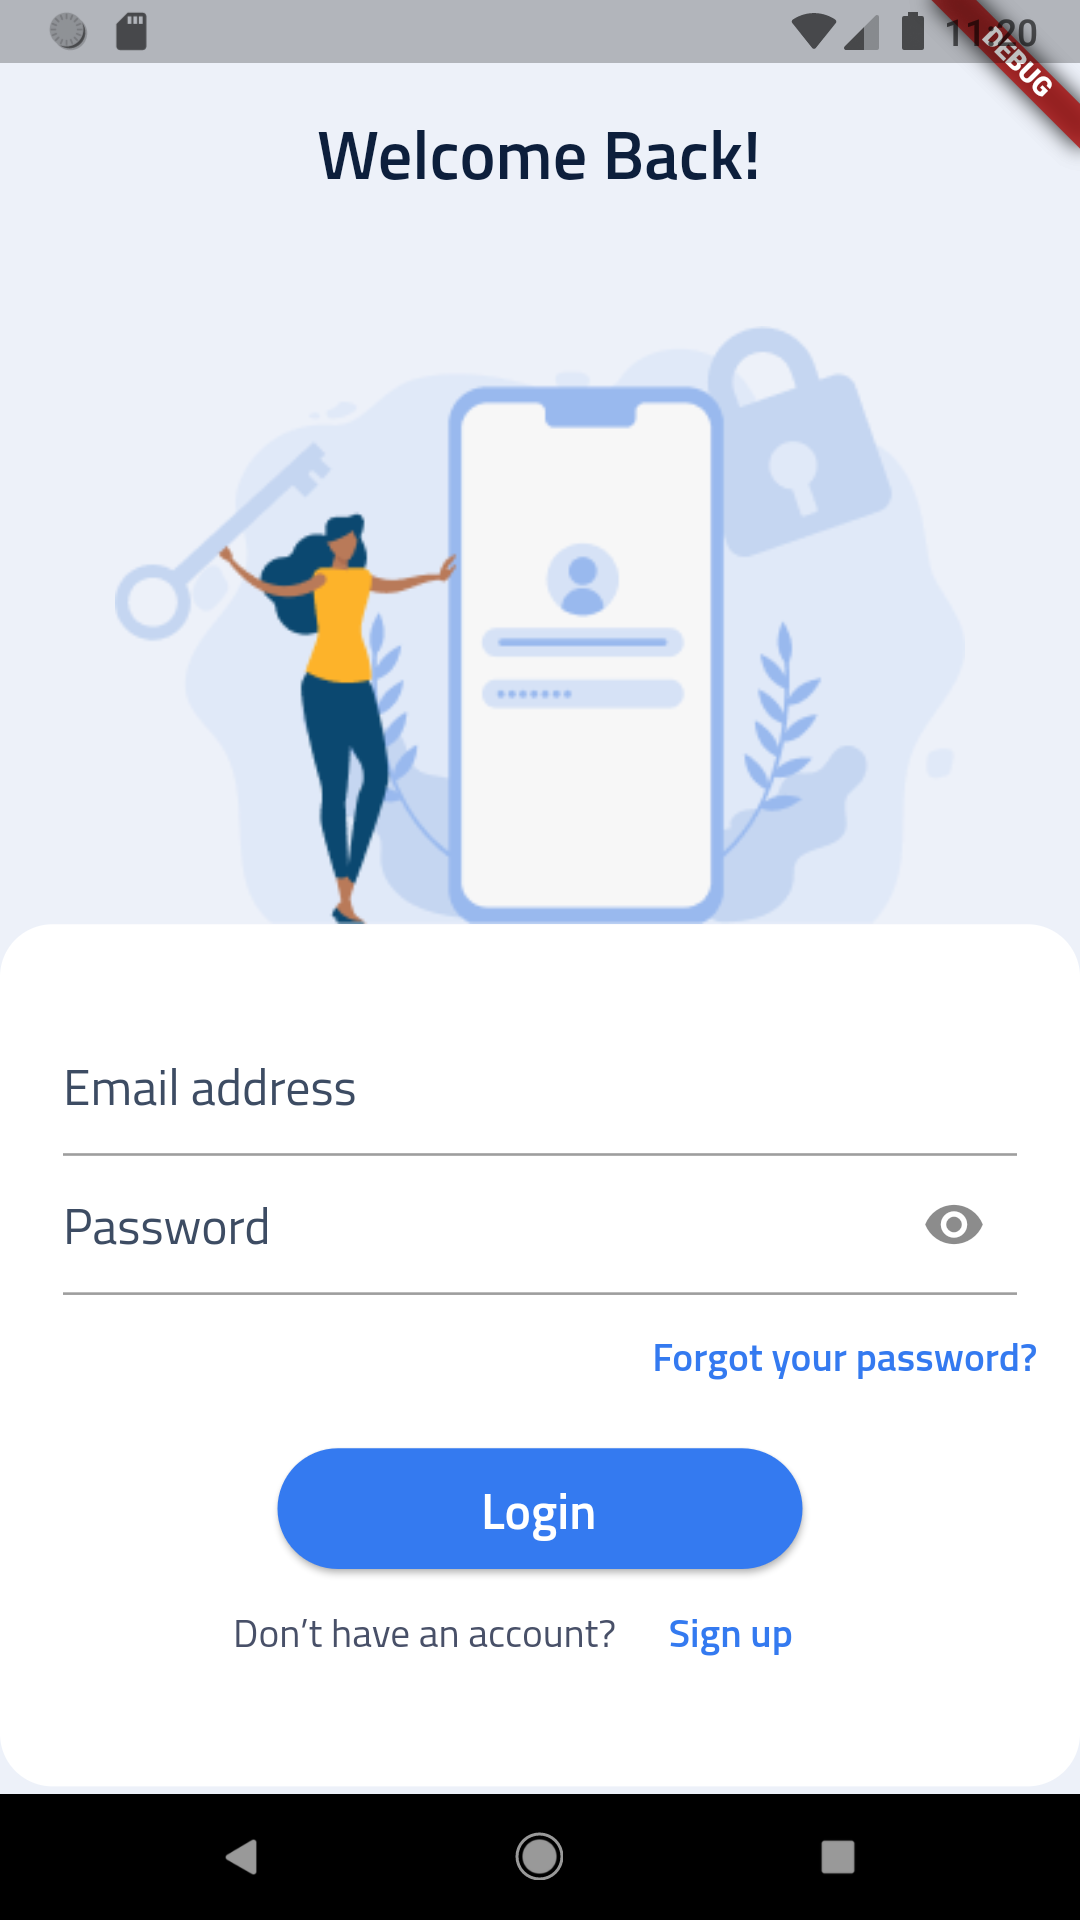 11:20
DEBUG
Welcome Back!
Email address
Password
Forgot your password?
Login
Don’t have an account? Sign up